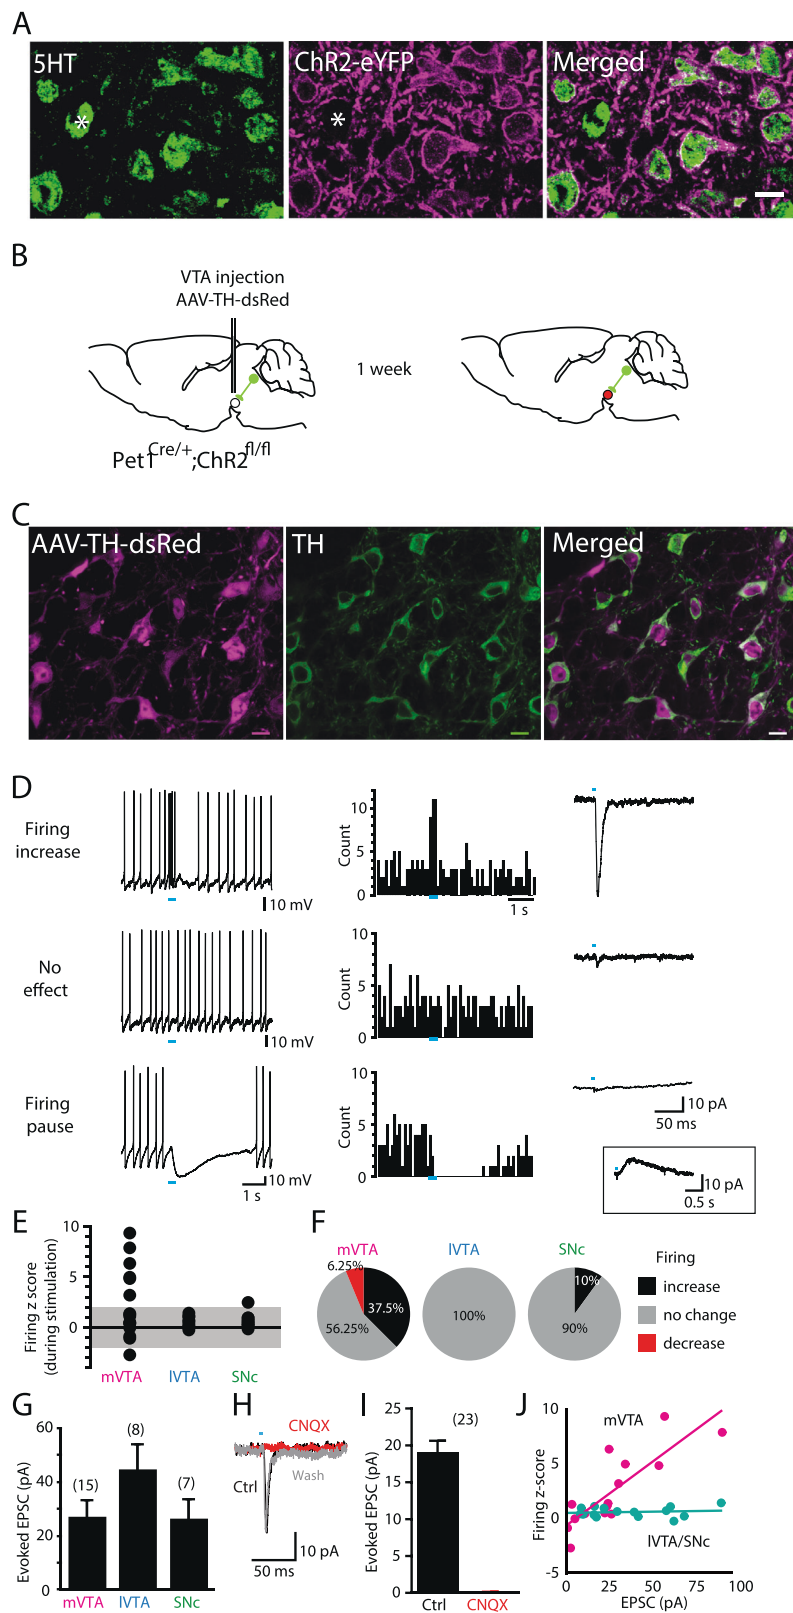 A
5HT
ChR2-eYFP
Merged
*
*
B
VTA injection
AAV-TH-dsRed
1 week
Pet1Cre/+;ChR2fl/fl
C
AAV-TH-dsRed
TH
Merged
D
Firing
increase
10 mV
Count
10
5
0
1 s
No
effect
10 mV
Count
10
5
0
Firing
pause
10 mV
1 s
Count
10
5
0
10 pA
50 ms
10 pA
0.5 s
E
Firing z score
(during stimulation)
10
5
0
mVTA
lVTA
SNc
F
mVTA
lVTA
SNc
6.25%
37.5%
56.25%
100%
10%
90%
Firing
increase
no change
decrease
G
Evoked EPSC (pA)
60
40
20
0
(15)
(8)
(7)
mVTA
lVTA
SNc
H
CNQX
Ctrl
Wash
10 pA
50 ms
I
Evoked EPSC (pA)
25
20
15
10
5
0
(23)
Ctrl
CNQX
J
Firing z-score
10
5
0
-5
mVTA
lVTA/SNc
0
25
50
75
100
EPSC (pA)